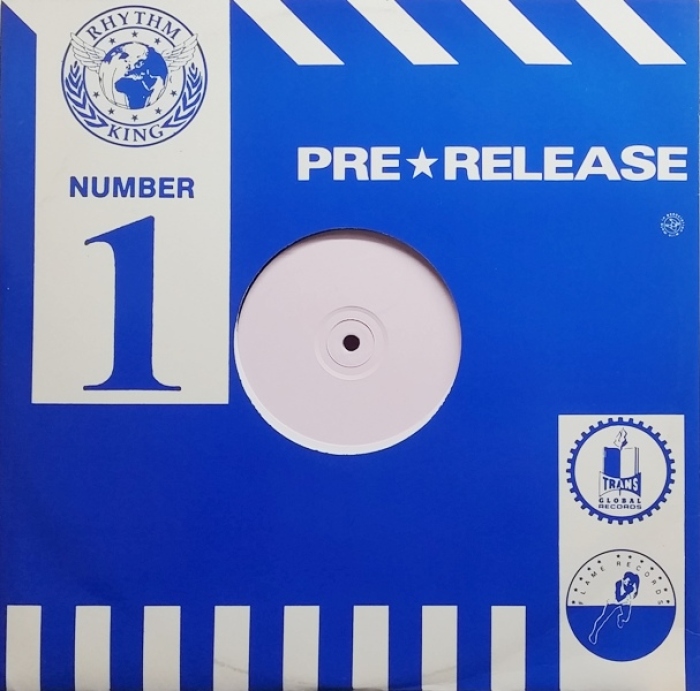 RHYTHM
KING
NUMBER
1
PRE★RELEASE
TRANS
GLOBAL
RECORDS
FLAME RECORDS